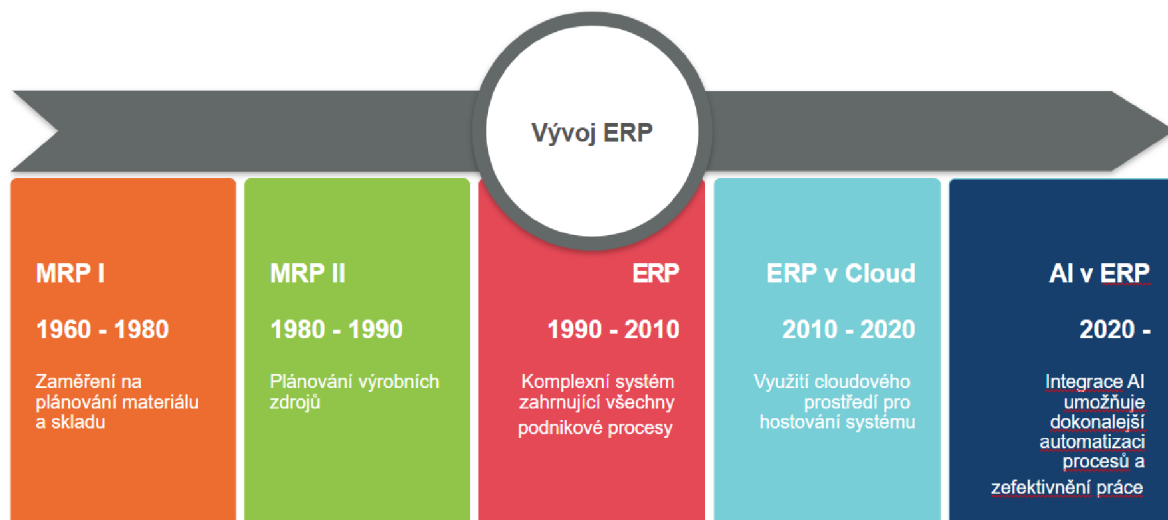 Vývoj ERP
MRP I
1960 - 1980
Zaměření na
plánování materiálu
a skladu
MRP II
1980 - 1990
Plánování výrobních
zdrojů
ERP
1990 - 2010
Komplexní systém
zahrnující všechny
podnikové procesy
ERP v Cloud
2010 - 2020
Využití cloudového
prostředí pro
hostování systému
AI v ERP
2020 -
Integrace AI
umožňuje
dokonalejší
automatizaci
procesů a
zefektivnění práce